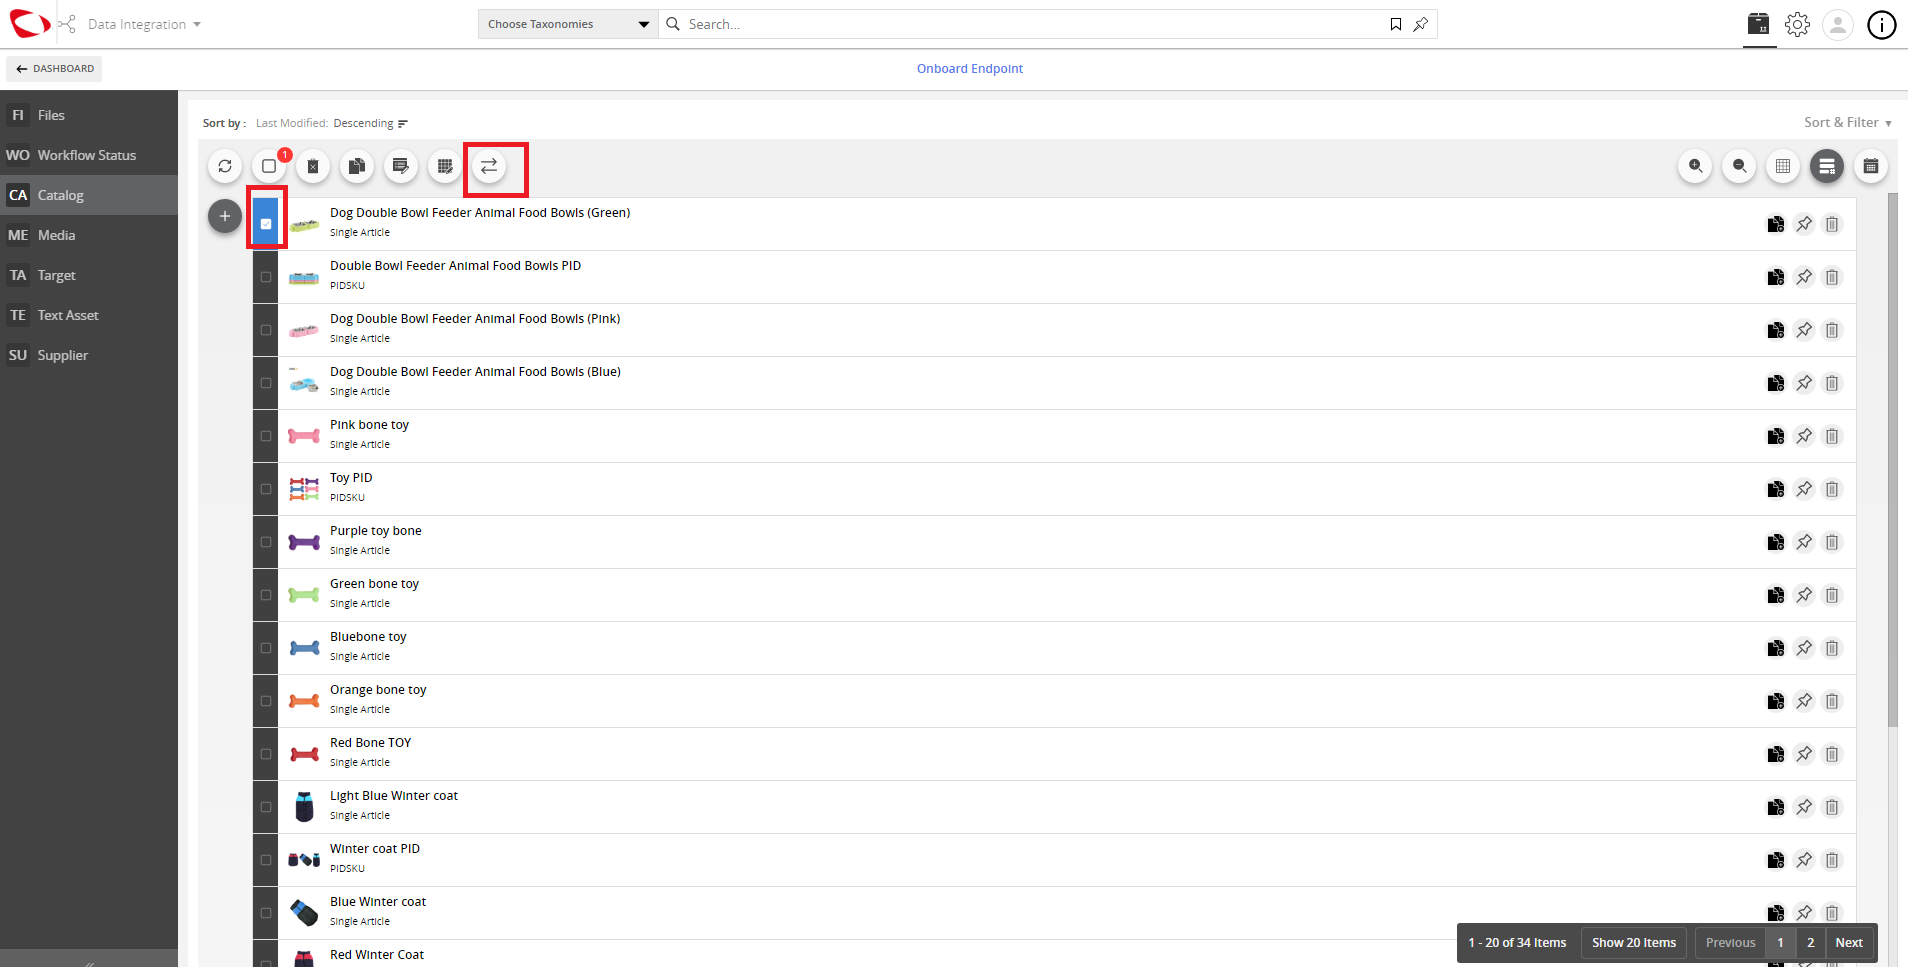 Data Integration
Choose Taxonomies
Search...
DASHBOARD
Onboard Endpoint
FI Files
WO Workflow Status
CA Catalog
ME Media
TA Target
TE Text Asset
SU Supplier
Sort by : Last Modified: Descending
Sort & Filter
1
Dog Double Bowl Feeder Animal Food Bowls (Green)
Single Article
Double Bowl Feeder Animal Food Bowls PID
PIDSKU
Dog Double Bowl Feeder Animal Food Bowls (Pink)
Single Article
Dog Double Bowl Feeder Animal Food Bowls (Blue)
Single Article
Pink bone toy
Single Article
Toy PID
PIDSKU
Purple toy bone
Single Article
Green bone toy
Single Article
Bluebone toy
Single Article
Orange bone toy
Single Article
Red Bone TOY
Single Article
Light Blue Winter coat
Single Article
Winter coat PID
PIDSKU
Blue Winter coat
Single Article
Red Winter Coat
1 - 20 of 34 Items Show 20 Items Previous 1 2 Next